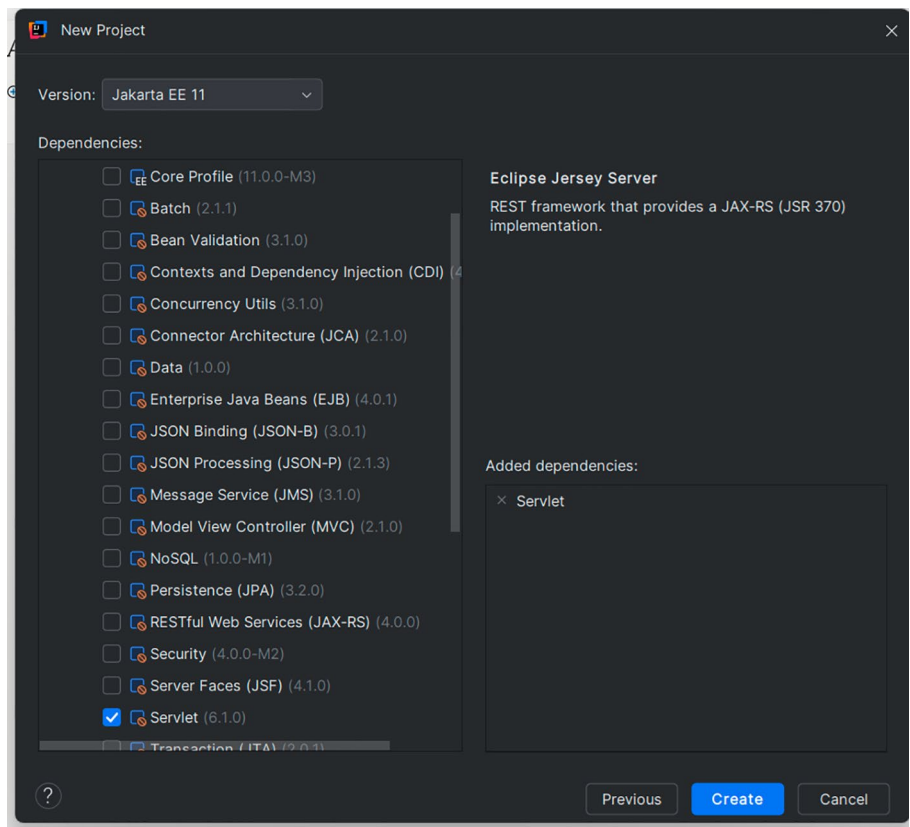 New Project
Version: Jakarta EE 11
Dependencies:
Core Profile (11.0.0-M3)
Batch (2.1.1)
Bean Validation (3.1.0)
Contexts and Dependency Injection (CDI) (4
Concurrency Utils (3.1.0)
Connector Architecture (JCA) (2.1.0)
Data (1.0.0)
Enterprise Java Beans (EJB) (4.0.1)
JSON Binding (JSON-B) (3.0.1)
JSON Processing (JSON-P) (2.1.3)
Message Service (JMS) (3.1.0)
Model View Controller (MVC) (2.1.0)
NoSQL (1.0.0-M1)
Persistence (JPA) (3.2.0)
RESTful Web Services (JAX-RS) (4.0.0)
Security (4.0.0-M2)
Server Faces (JSF) (4.1.0)
Servlet (6.1.0)
Transaction (JTA) (2.0.1)
Eclipse Jersey Server
REST framework that provides a JAX-RS (JSR 370)
implementation.
Added dependencies:
Servlet
? Previous Create Cancel